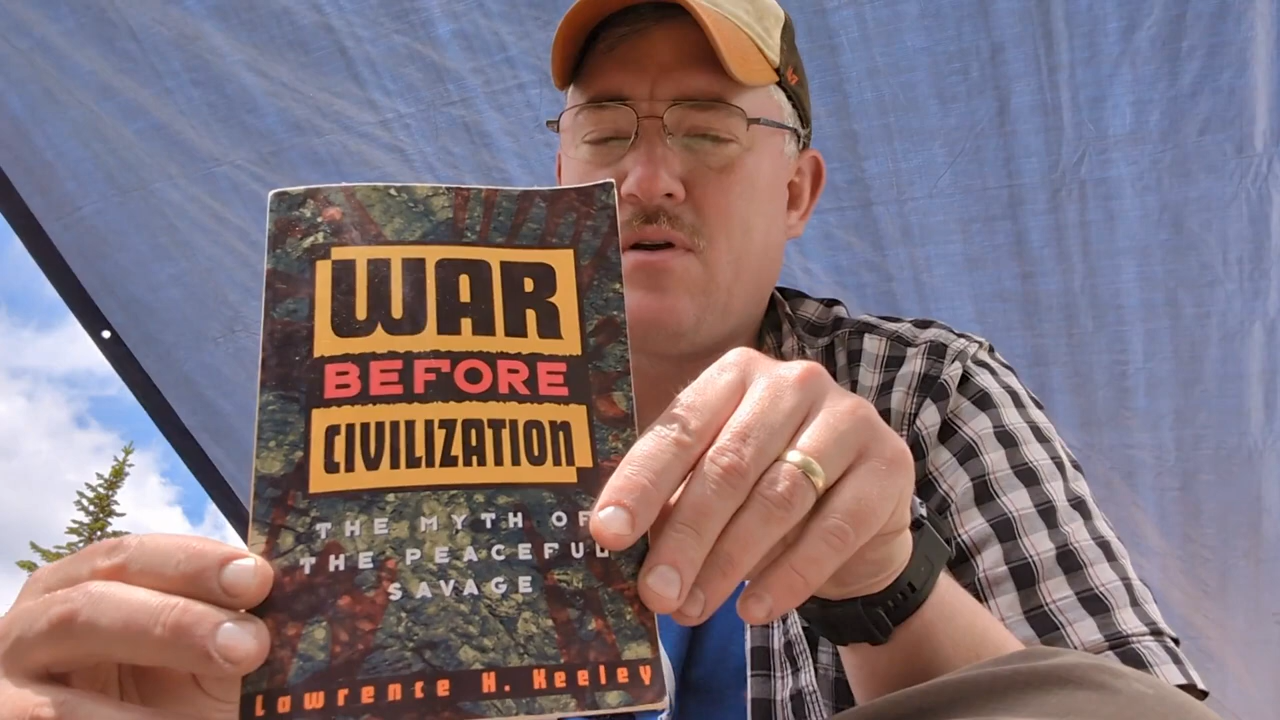 WAR
BEFORE
CIVILIZATION
THE MYTH OF
THE PEACEFUL
SAVAGE
Lawrence H. Keeley